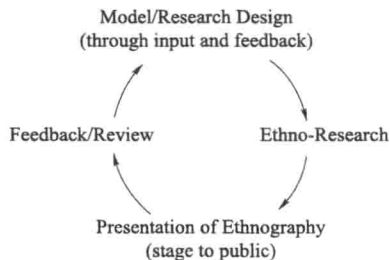 Model/Research Design
(through input and feedback)
Feedback/Review
Ethno-Research
Presentation of Ethnography
(stage to public)